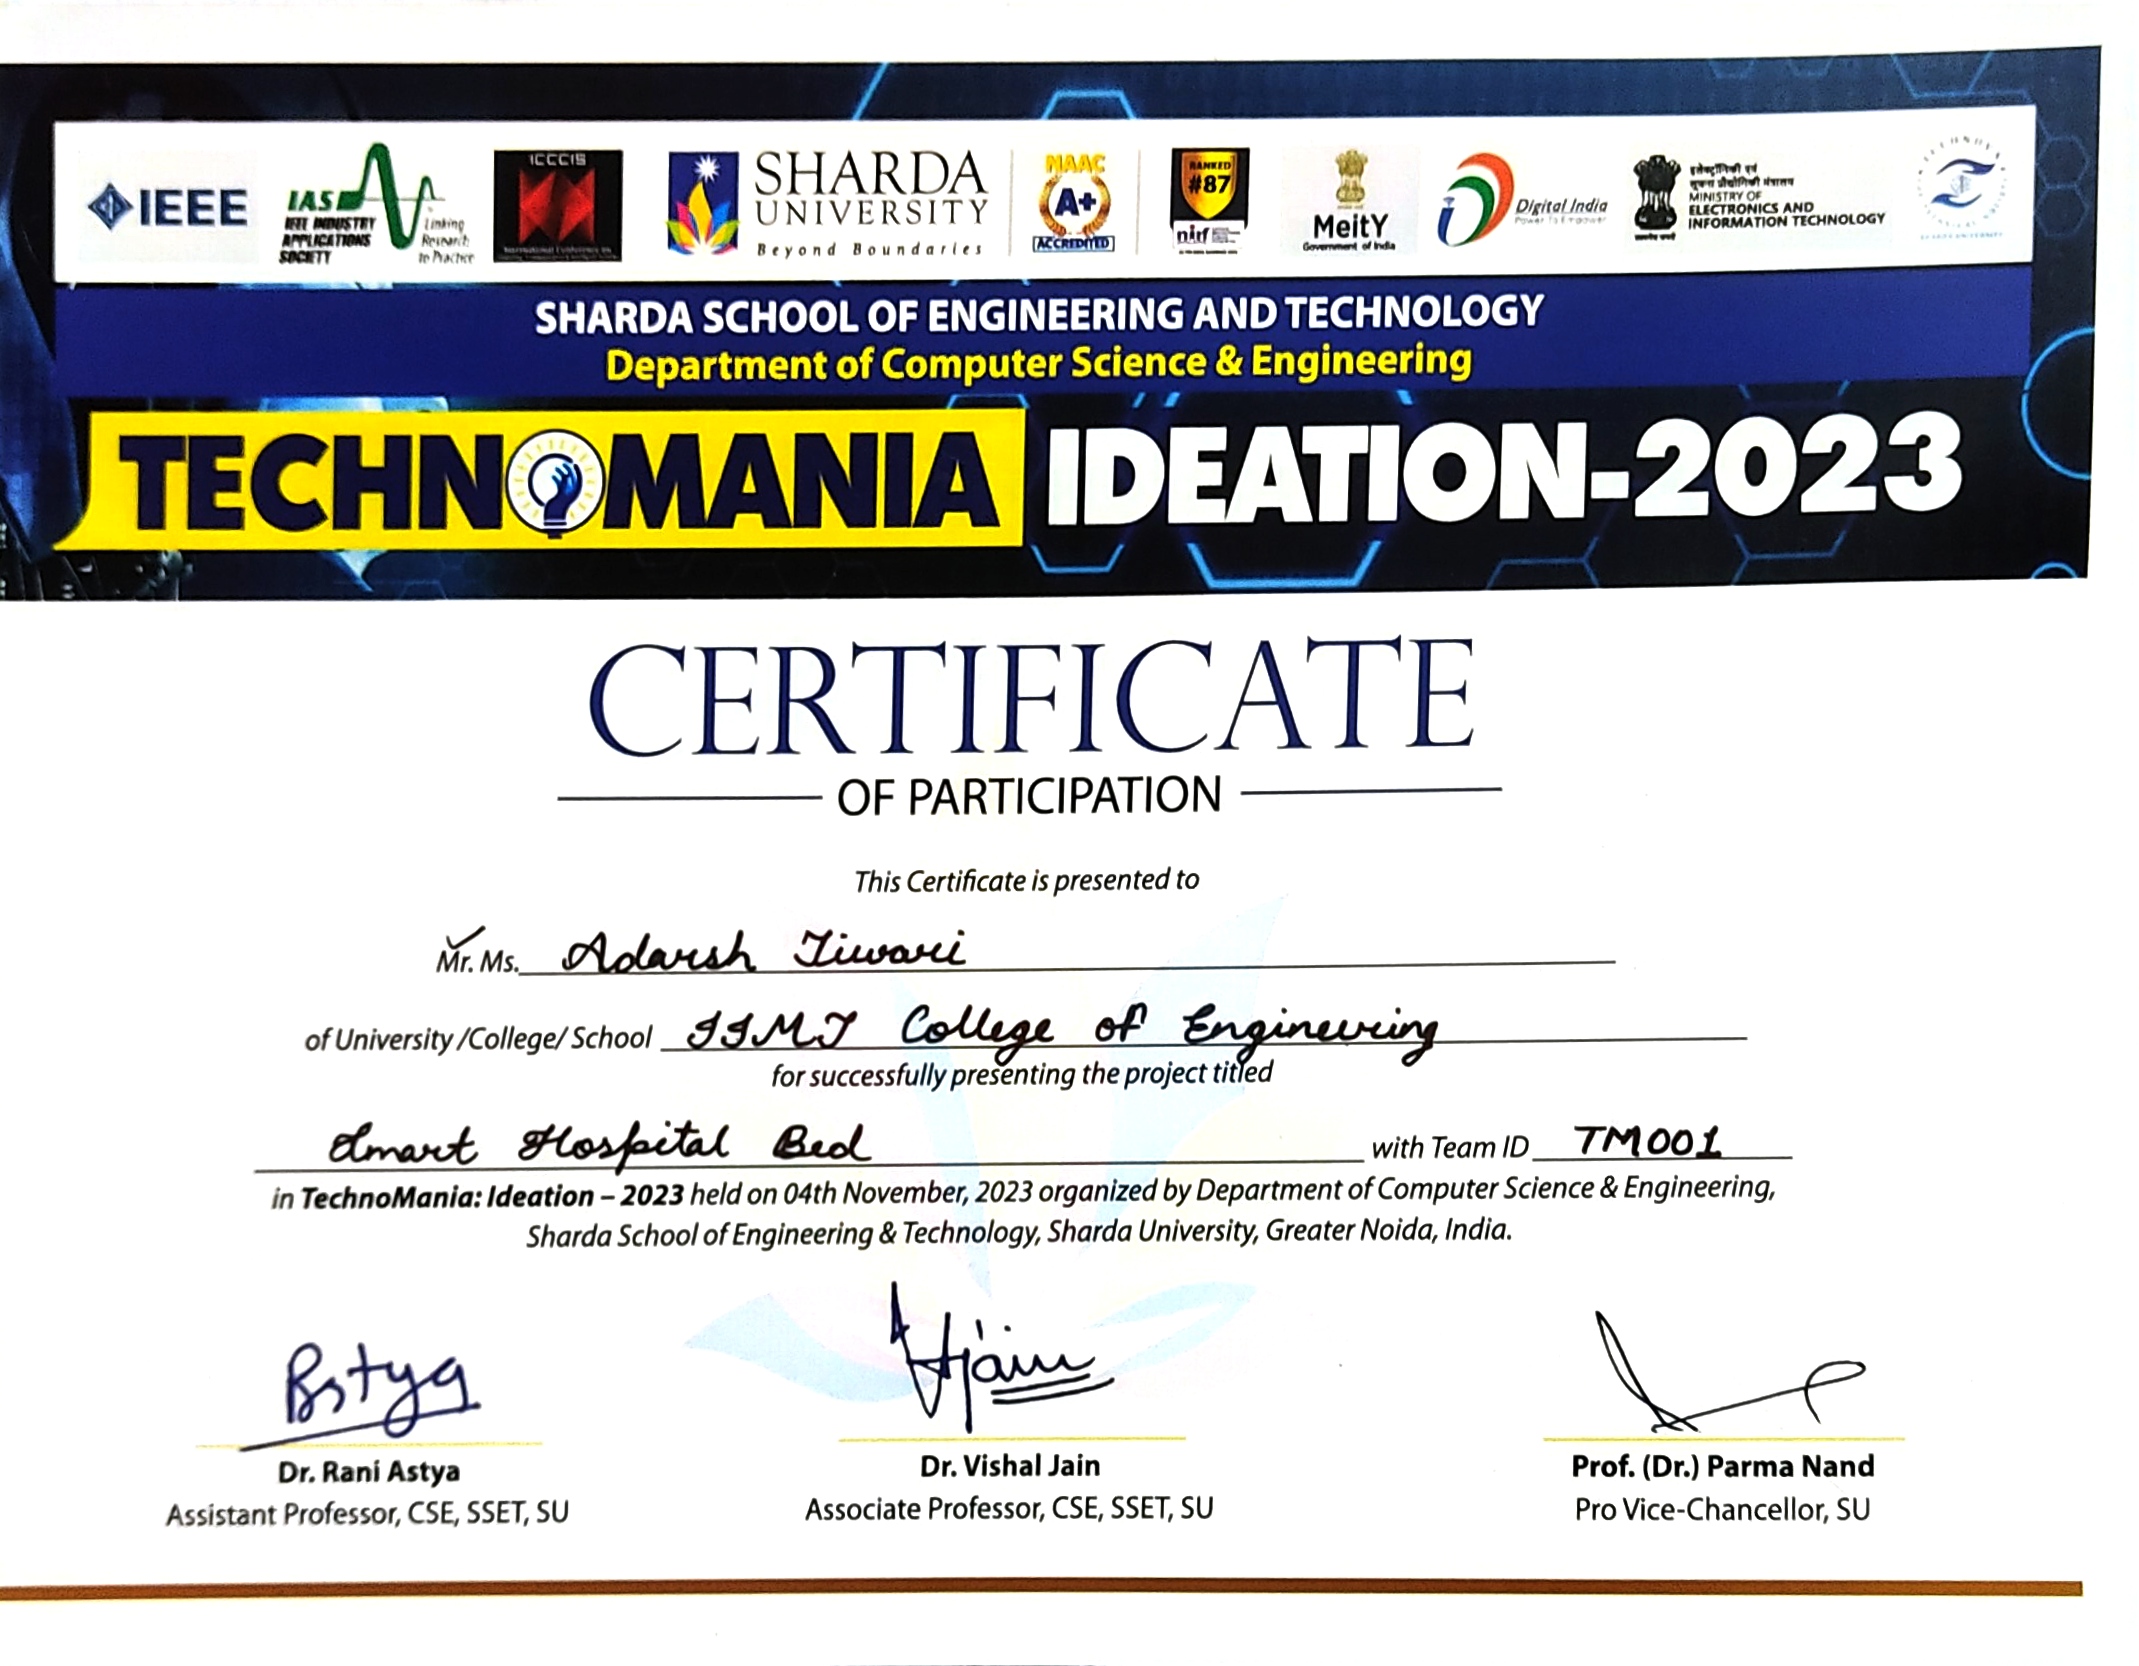 IEEE
IAS
IEEE INDUSTRY
APPLICATIONS
SOCIETY
Linking
Research
to Practice
ICCCIS
SHARDA
UNIVERSITY
Beyond Boundaries
NAAC
A+
ACCREDITED
RANKED
#87
nirf
MeitY
Government of India
Digital India
Power To Empower
इलेक्ट्रॉनिकी एवं
सूचना प्रौद्योगिकी मंत्रालय
MINISTRY OF
ELECTRONICS AND
INFORMATION TECHNOLOGY
SHARDA SCHOOL OF ENGINEERING AND TECHNOLOGY
Department of Computer Science & Engineering
TECHNOMANIA IDEATION-2023
CERTIFICATE
OF PARTICIPATION
This Certificate is presented to
Mr. Ms. Adarsh Tiwari
of University /College/ School IIMT College of Engineering
for successfully presenting the project titled
Smart Hospital Bed with Team ID TM001
in TechnoMania: Ideation – 2023 held on 04th November, 2023 organized by Department of Computer Science & Engineering,
Sharda School of Engineering & Technology, Sharda University, Greater Noida, India.
Dr. Rani Astya
Assistant Professor, CSE, SSET, SU
Dr. Vishal Jain
Associate Professor, CSE, SSET, SU
Prof. (Dr.) Parma Nand
Pro Vice-Chancellor, SU